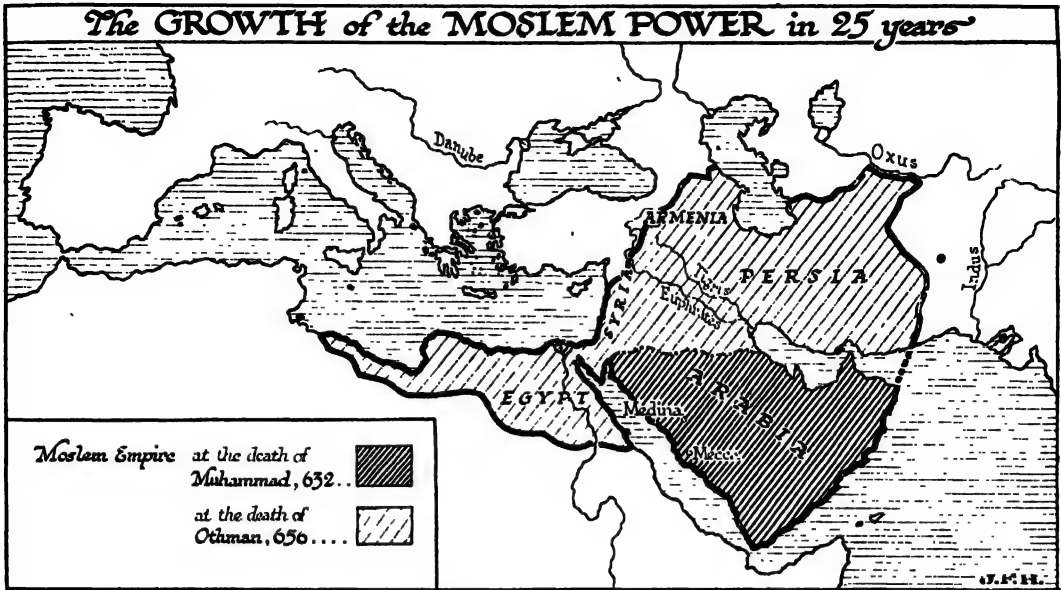 The GROWTH of the MOSLEM POWER in 25 years
Danube
Oxus
ARMENIA
PERSIA
Indus
Tigris
Euphrates
SYRIA
ARABIA
EGYPT
Medina
Moslem Empire at the death of
Muhammad, 632..
at the death of
Othman, 656....
J.F.H.